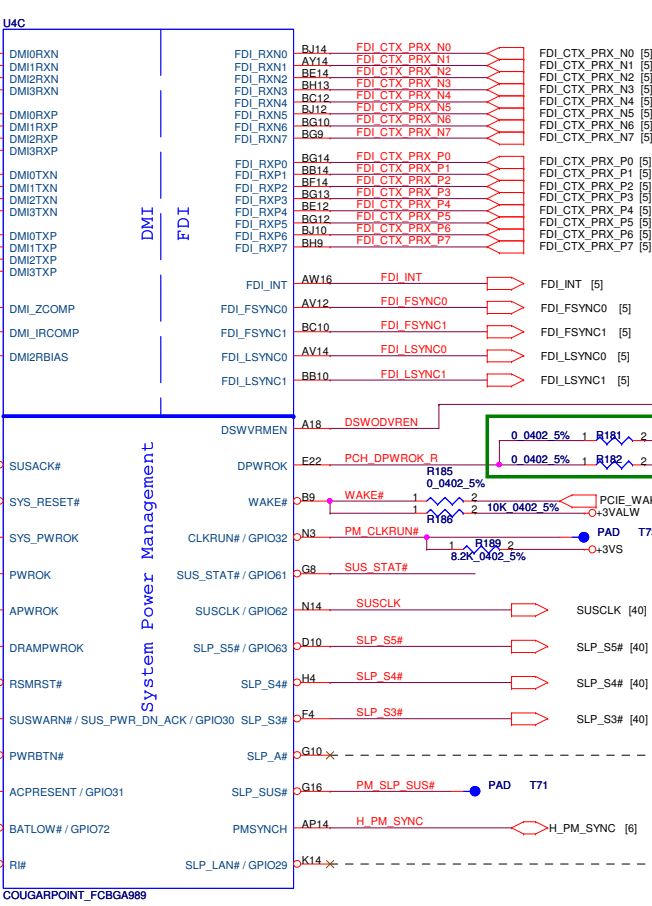 U4C
DMI0RXN FDI_RXN0 BJ14 FDI_CTX_PRX_N0 FDI_CTX_PRX_N0 [5]
DMI1RXN FDI_RXN1 AY14 FDI_CTX_PRX_N1 FDI_CTX_PRX_N1 [5]
DMI2RXN FDI_RXN2 BE14 FDI_CTX_PRX_N2 FDI_CTX_PRX_N2 [5]
DMI3RXN FDI_RXN3 BH13 FDI_CTX_PRX_N3 FDI_CTX_PRX_N3 [5]
FDI_RXN4 BC12 FDI_CTX_PRX_N4 FDI_CTX_PRX_N4 [5]
DMI0RXP FDI_RXN5 BJ12 FDI_CTX_PRX_N5 FDI_CTX_PRX_N5 [5]
DMI1RXP FDI_RXN6 BG10 FDI_CTX_PRX_N6 FDI_CTX_PRX_N6 [5]
DMI2RXP FDI_RXN7 BG9 FDI_CTX_PRX_N7 FDI_CTX_PRX_N7 [5]
DMI3RXP
FDI_RXP0 BG14 FDI_CTX_PRX_P0 FDI_CTX_PRX_P0 [5]
DMI0TXN FDI_RXP1 BB14 FDI_CTX_PRX_P1 FDI_CTX_PRX_P1 [5]
DMI1TXN FDI_RXP2 BF14 FDI_CTX_PRX_P2 FDI_CTX_PRX_P2 [5]
DMI2TXN FDI_RXP3 BG13 FDI_CTX_PRX_P3 FDI_CTX_PRX_P3 [5]
DMI3TXN FDI_RXP4 BE12 FDI_CTX_PRX_P4 FDI_CTX_PRX_P4 [5]
FDI_RXP5 BG12 FDI_CTX_PRX_P5 FDI_CTX_PRX_P5 [5]
DMI0TXP FDI_RXP6 BJ10 FDI_CTX_PRX_P6 FDI_CTX_PRX_P6 [5]
DMI1TXP FDI_RXP7 BH9 FDI_CTX_PRX_P7 FDI_CTX_PRX_P7 [5]
DMI2TXP
DMI3TXP
DMI
FDI
FDI_INT AW16 FDI_INT FDI_INT [5]
DMI_ZCOMP FDI_FSYNC0 AV12 FDI_FSYNC0 FDI_FSYNC0 [5]
DMI_IRCOMP FDI_FSYNC1 BC10 FDI_FSYNC1 FDI_FSYNC1 [5]
DMI2RBIAS FDI_LSYNC0 AV14 FDI_LSYNC0 FDI_LSYNC0 [5]
FDI_LSYNC1 BB10 FDI_LSYNC1 FDI_LSYNC1 [5]
System Power Management
DSWVRMEN A18 DSWODVREN
0_0402_5% 1 R181 2
SUSACK# DPWROK E22 PCH_DPWROK_R 0_0402_5% 1 R182 2
R185
0_0402_5%
SYS_RESET# WAKE# B9 WAKE# 1 2 PCIE_WAK
1 2 10K_0402_5% +3VALW
R186
SYS_PWROK CLKRUN# / GPIO32 N3 PM_CLKRUN# PAD
1 R189 2 +3VS
8.2K_0402_5%
PWROK SUS_STAT# / GPIO61 G8 SUS_STAT#
APWROK SUSCLK / GPIO62 N14 SUSCLK SUSCLK [40]
DRAMPWROK SLP_S5# / GPIO63 D10 SLP_S5# SLP_S5# [40]
RSMRST# SLP_S4# H4 SLP_S4# SLP_S4# [40]
SUSWARN# / SUS_PWR_DN_ACK / GPIO30 SLP_S3# F4 SLP_S3# SLP_S3# [40]
PWRBTN# SLP_A# G10
ACPRESENT / GPIO31 SLP_SUS# G16 PM_SLP_SUS# PAD T71
BATLOW# / GPIO72 PMSYNCH AP14 H_PM_SYNC H_PM_SYNC [6]
RI# SLP_LAN# / GPIO29 K14
COUGARPOINT_FCBGA989